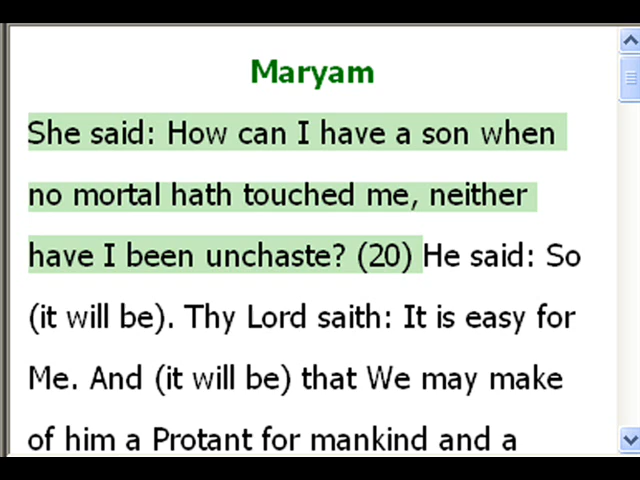 Maryam
She said: How can I have a son when
no mortal hath touched me, neither
have I been unchaste? (20) He said: So
(it will be). Thy Lord saith: It is easy for
Me. And (it will be) that We may make
of him a Protant for mankind and a